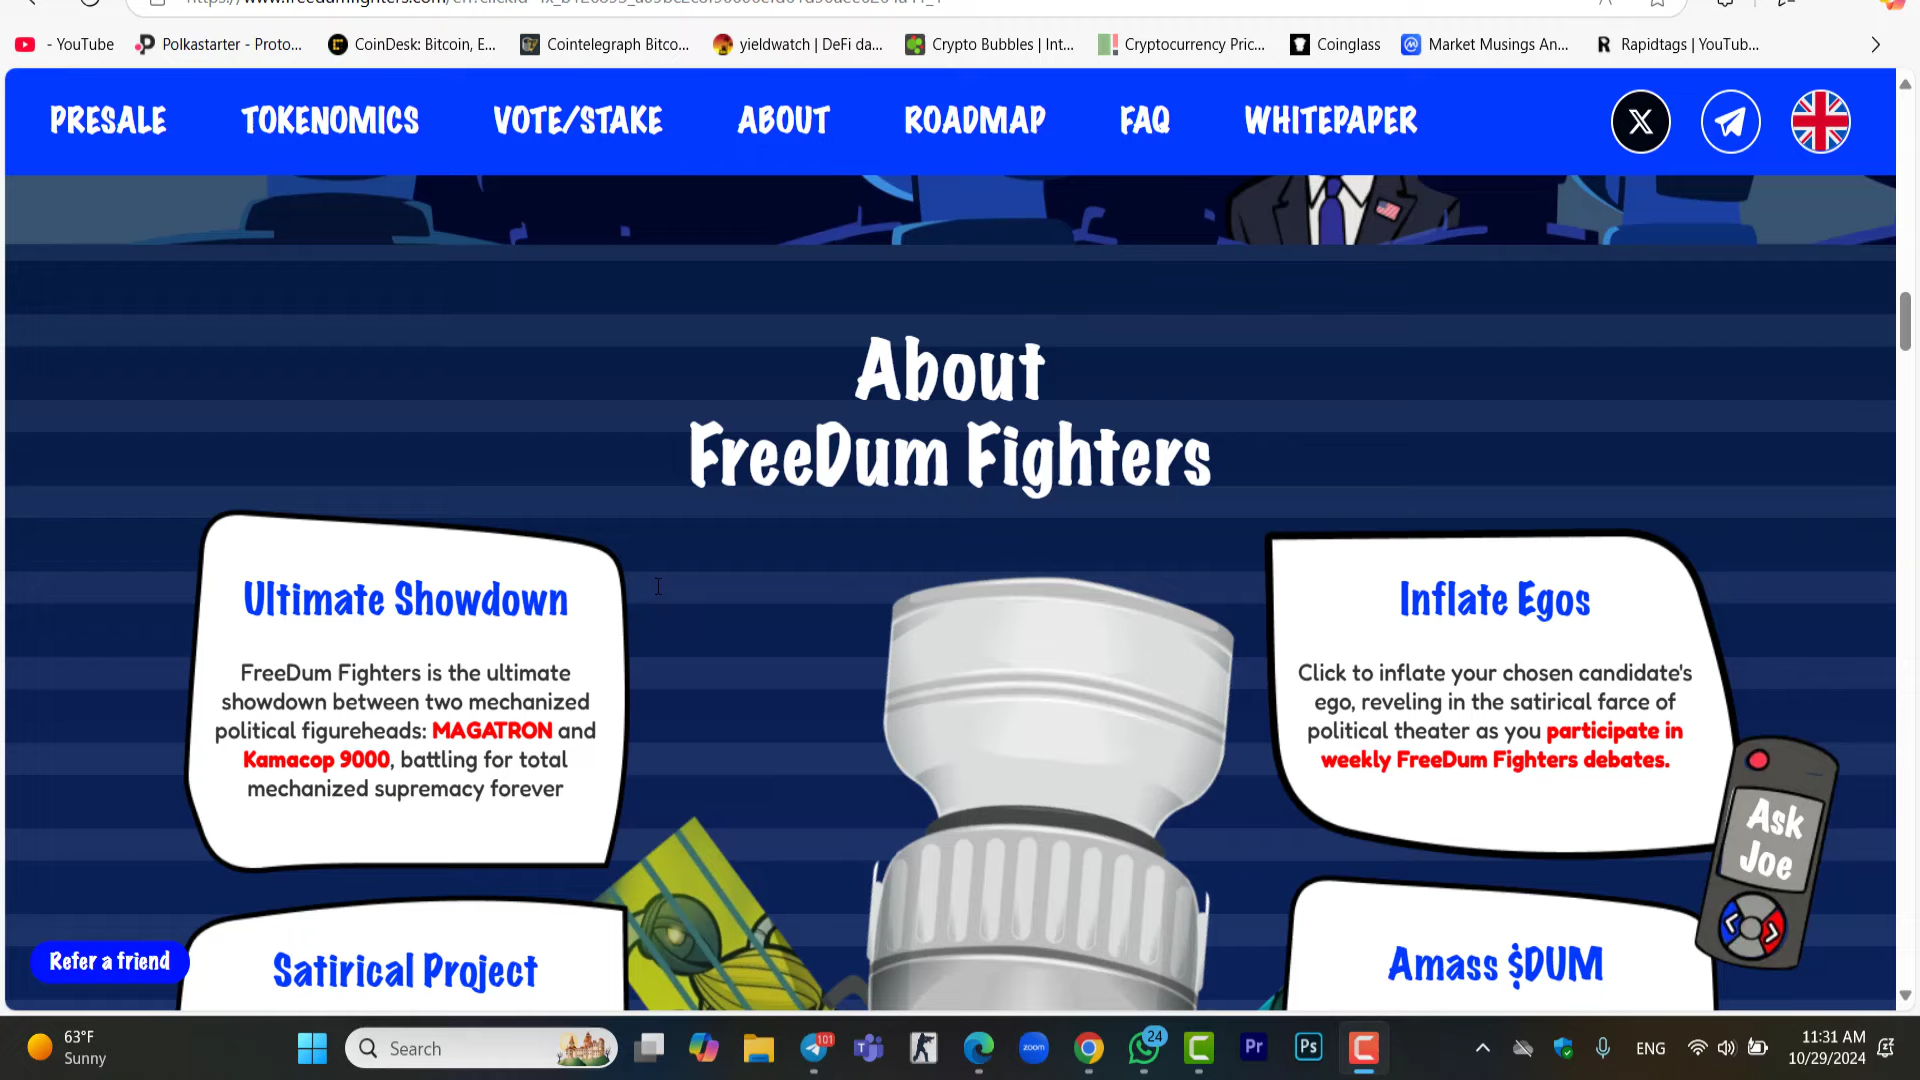 - YouTube
Polkastarter - Proto...
CoinDesk: Bitcoin, E...
Cointelegraph Bitco...
yieldwatch | DeFi da...
Crypto Bubbles | Int...
Cryptocurrency Pric...
Coinglass
Market Musings An...
Rapidtags | YouTub...
PRESALE
TOKENOMICS
VOTE/STAKE
ABOUT
ROADMAP
FAQ
WHITEPAPER
About
FreeDum Fighters
Ultimate Showdown
FreeDum Fighters is the ultimate
showdown between two mechanized
political figureheads: MAGATRON and
Kamacop 9000, battling for total
mechanized supremacy forever
Inflate Egos
Click to inflate your chosen candidate's
ego, reveling in the satirical farce of
political theater as you participate in
weekly FreeDum Fighters debates.
Ask
Joe
Refer a friend
Satirical Project
Amass $DUM
63°F
Sunny
Search
101
zoom
24
Pr
Ps
ENG
11:31 AM
10/29/2024